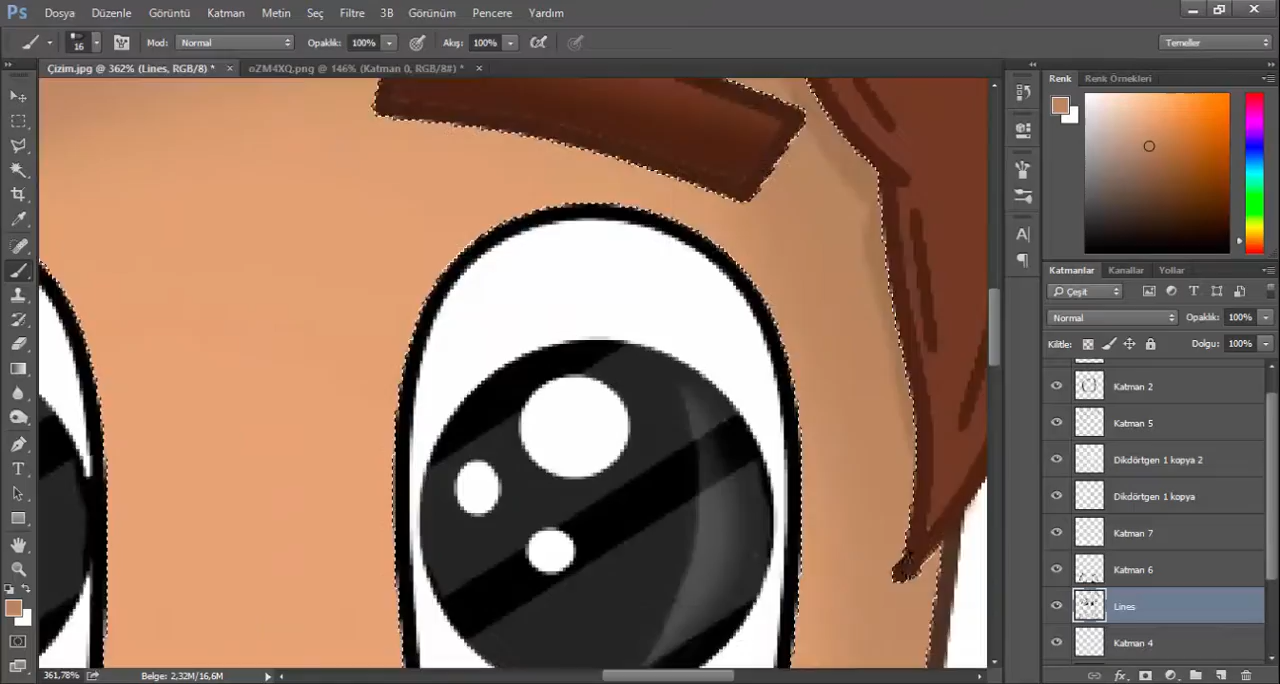 Ps Dosya Düzenle Görüntü Katman Metin Seç Filtre 3B Görünüm Pencere Yardım
16 Mod: Normal Opaklık: 100% Akış: 100% Temeller
Çizim.jpg @ 362% (Lines, RGB/8) * × oZM4XQ.png @ 146% (Katman 0, RGB/8#) * ×
Renk Renk Örnekleri
Katmanlar Kanallar Yollar
Çeşit
Normal Opaklık: 100%
Kilitle: Dolgu: 100%
Katman 2
Katman 5
Dikdörtgen 1 kopya 2
Dikdörtgen 1 kopya
Katman 7
Katman 6
Lines
Katman 4
361,78% Belge: 2,32M/16,6M